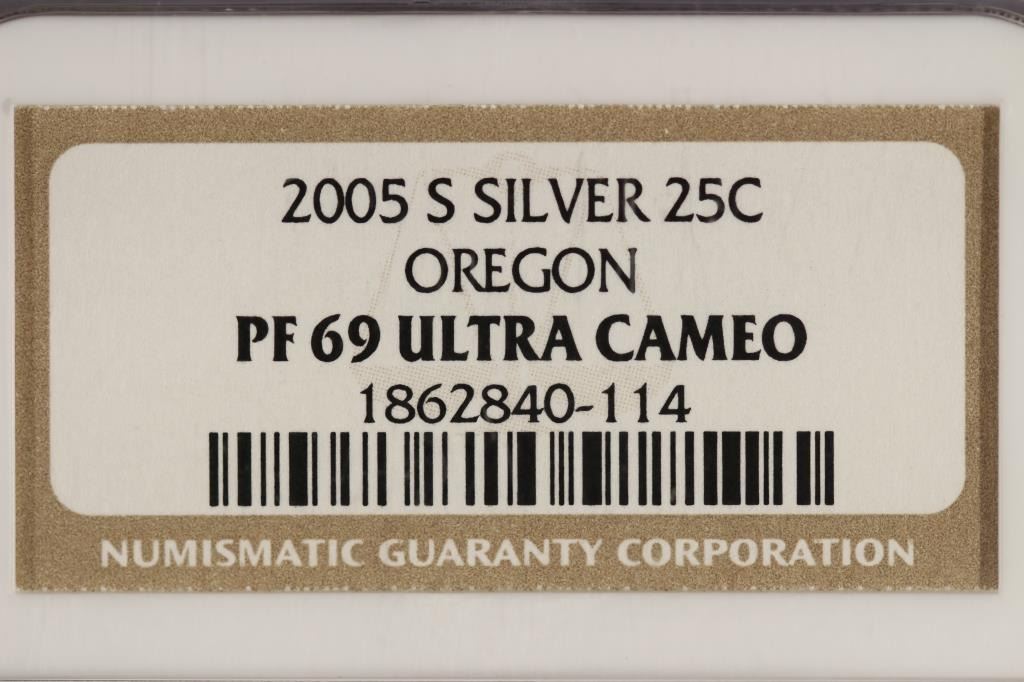 2005 S SILVER 25C
OREGON
PF 69 ULTRA CAMEO
1862840-114
NUMISMATIC GUARANTY CORPORATION